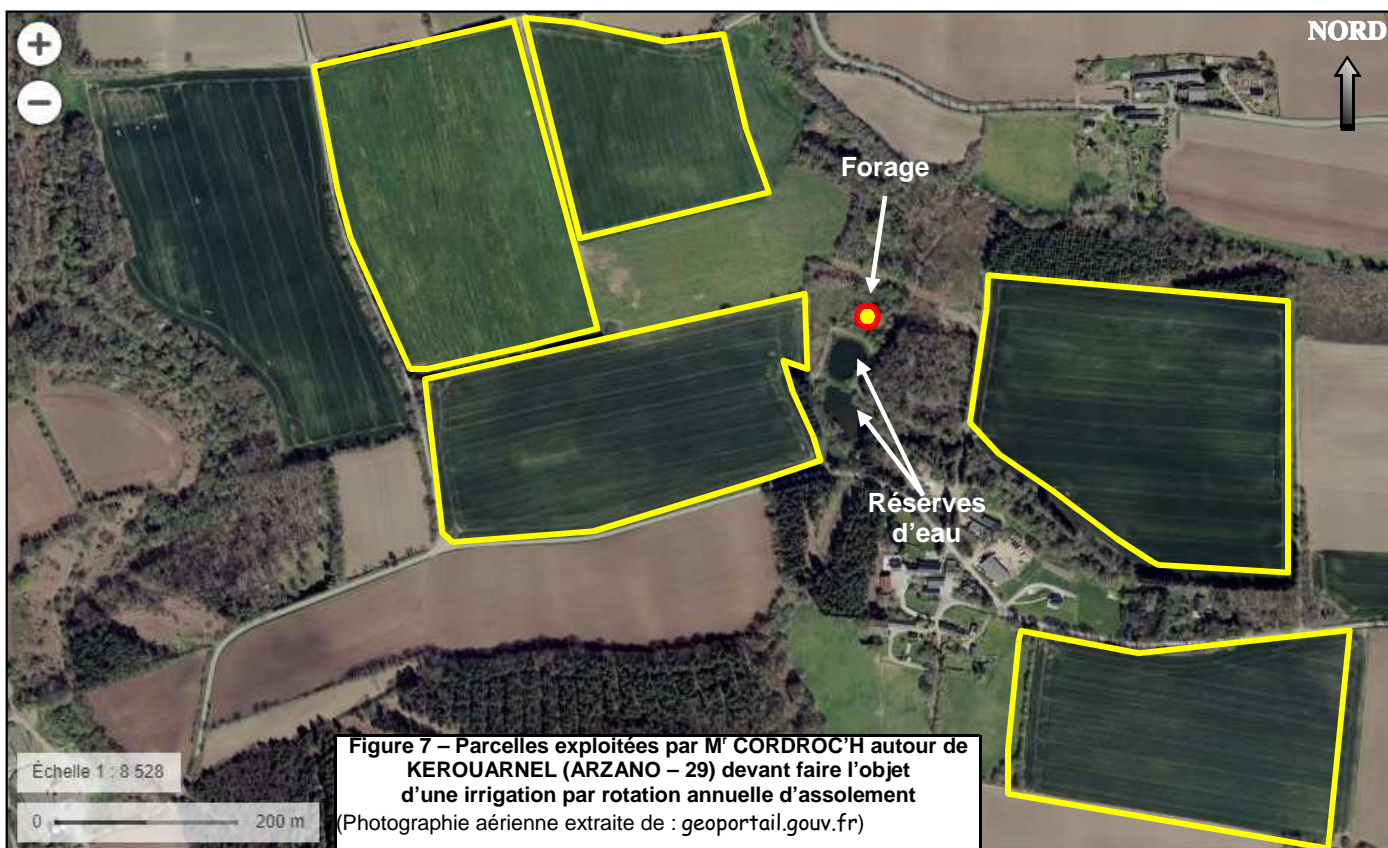 +
−
NORD
Forage
Réserves
d’eau
Échelle 1 : 8 528
0 200 m
Figure 7 – Parcelles exploitées par Mʳ CORDROC’H autour de
KEROUARNEL (ARZANO – 29) devant faire l’objet
d’une irrigation par rotation annuelle d’assolement
(Photographie aérienne extraite de : geoportail.gouv.fr)